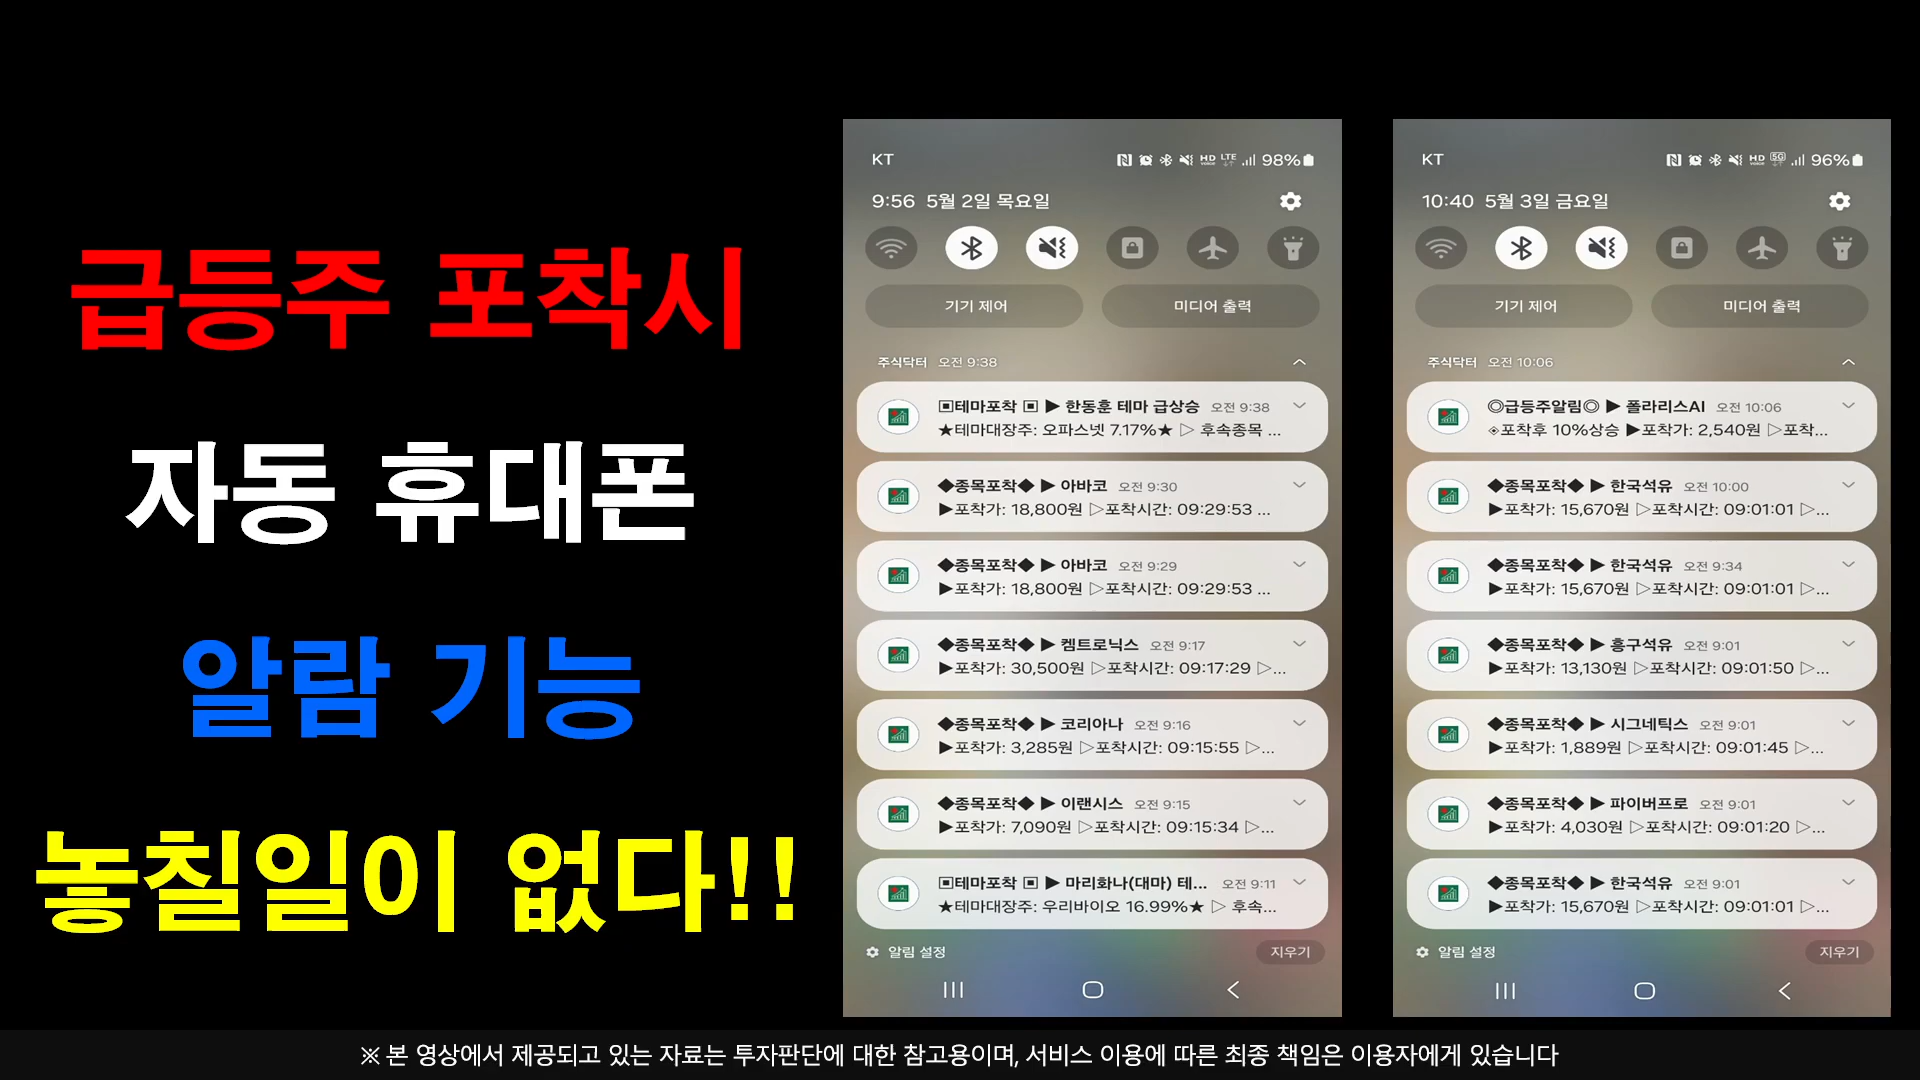 급등주 포착시
자동 휴대폰
알람 기능
놓칠일이 없다!!
KT
HD LTE 98%
9:56 5월 2일 목요일
기기 제어
미디어 출력
주식닥터 오전 9:38
▣테마포착 ▣ ▶ 한동훈 테마 급상승 오전 9:38
★테마대장주: 오파스넷 7.17%★ ▷ 후속종목 ...
◆종목포착◆ ▶ 아바코 오전 9:30
▶포착가: 18,800원 ▷포착시간: 09:29:53 ...
◆종목포착◆ ▶ 아바코 오전 9:29
▶포착가: 18,800원 ▷포착시간: 09:29:53 ...
◆종목포착◆ ▶ 켐트로닉스 오전 9:17
▶포착가: 30,500원 ▷포착시간: 09:17:29 ▷...
◆종목포착◆ ▶ 코리아나 오전 9:16
▶포착가: 3,285원 ▷포착시간: 09:15:55 ▷...
◆종목포착◆ ▶ 이랜시스 오전 9:15
▶포착가: 7,090원 ▷포착시간: 09:15:34 ▷...
▣테마포착 ▣ ▶ 마리화나(대마) 테... 오전 9:11
★테마대장주: 우리바이오 16.99%★ ▷ 후속...
알림 설정
지우기
KT
HD 5G 96%
10:40 5월 3일 금요일
기기 제어
미디어 출력
주식닥터 오전 10:06
◎급등주알림◎ ▶ 폴라리스AI 오전 10:06
◈포착후 10%상승 ▶포착가: 2,540원 ▷포착...
◆종목포착◆ ▶ 한국석유 오전 10:00
▶포착가: 15,670원 ▷포착시간: 09:01:01 ▷...
◆종목포착◆ ▶ 한국석유 오전 9:34
▶포착가: 15,670원 ▷포착시간: 09:01:01 ▷...
◆종목포착◆ ▶ 흥구석유 오전 9:01
▶포착가: 13,130원 ▷포착시간: 09:01:50 ▷...
◆종목포착◆ ▶ 시그네틱스 오전 9:01
▶포착가: 1,889원 ▷포착시간: 09:01:45 ▷...
◆종목포착◆ ▶ 파이버프로 오전 9:01
▶포착가: 4,030원 ▷포착시간: 09:01:20 ▷...
◆종목포착◆ ▶ 한국석유 오전 9:01
▶포착가: 15,670원 ▷포착시간: 09:01:01 ▷...
알림 설정
지우기
※ 본 영상에서 제공되고 있는 자료는 투자판단에 대한 참고용이며, 서비스 이용에 따른 최종 책임은 이용자에게 있습니다